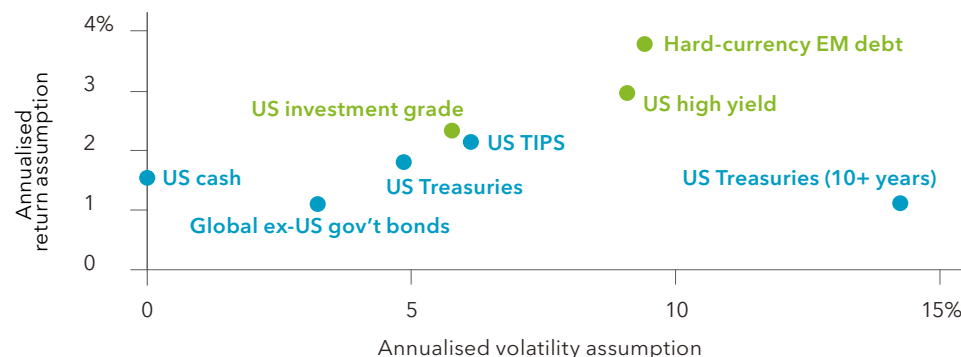 4%
Hard-currency EM debt
3
US high yield
US investment grade
Annualised
return assumption
2
US TIPS
US cash
US Treasuries
US Treasuries (10+ years)
1
Global ex-US gov’t bonds
0
0
5
10
15%
Annualised volatility assumption